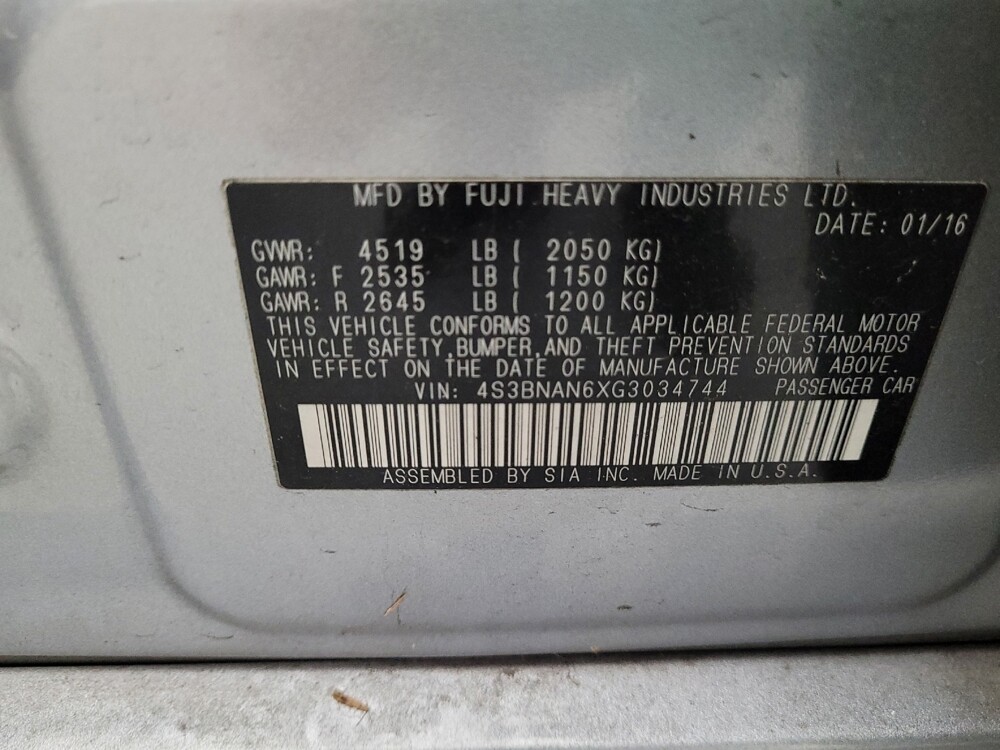 MFD BY FUJI HEAVY INDUSTRIES LTD.
DATE: 01/16
GVWR: 4519 LB ( 2050 KG)
GAWR: F 2535 LB ( 1150 KG)
GAWR: R 2645 LB ( 1200 KG)
THIS VEHICLE CONFORMS TO ALL APPLICABLE FEDERAL MOTOR
VEHICLE SAFETY,BUMPER,AND THEFT PREVENTION STANDARDS
IN EFFECT ON THE DATE OF MANUFACTURE SHOWN ABOVE.
VIN: 4S3BNAN6XG3034744 PASSENGER CAR
ASSEMBLED BY SIA INC. MADE IN U.S.A.